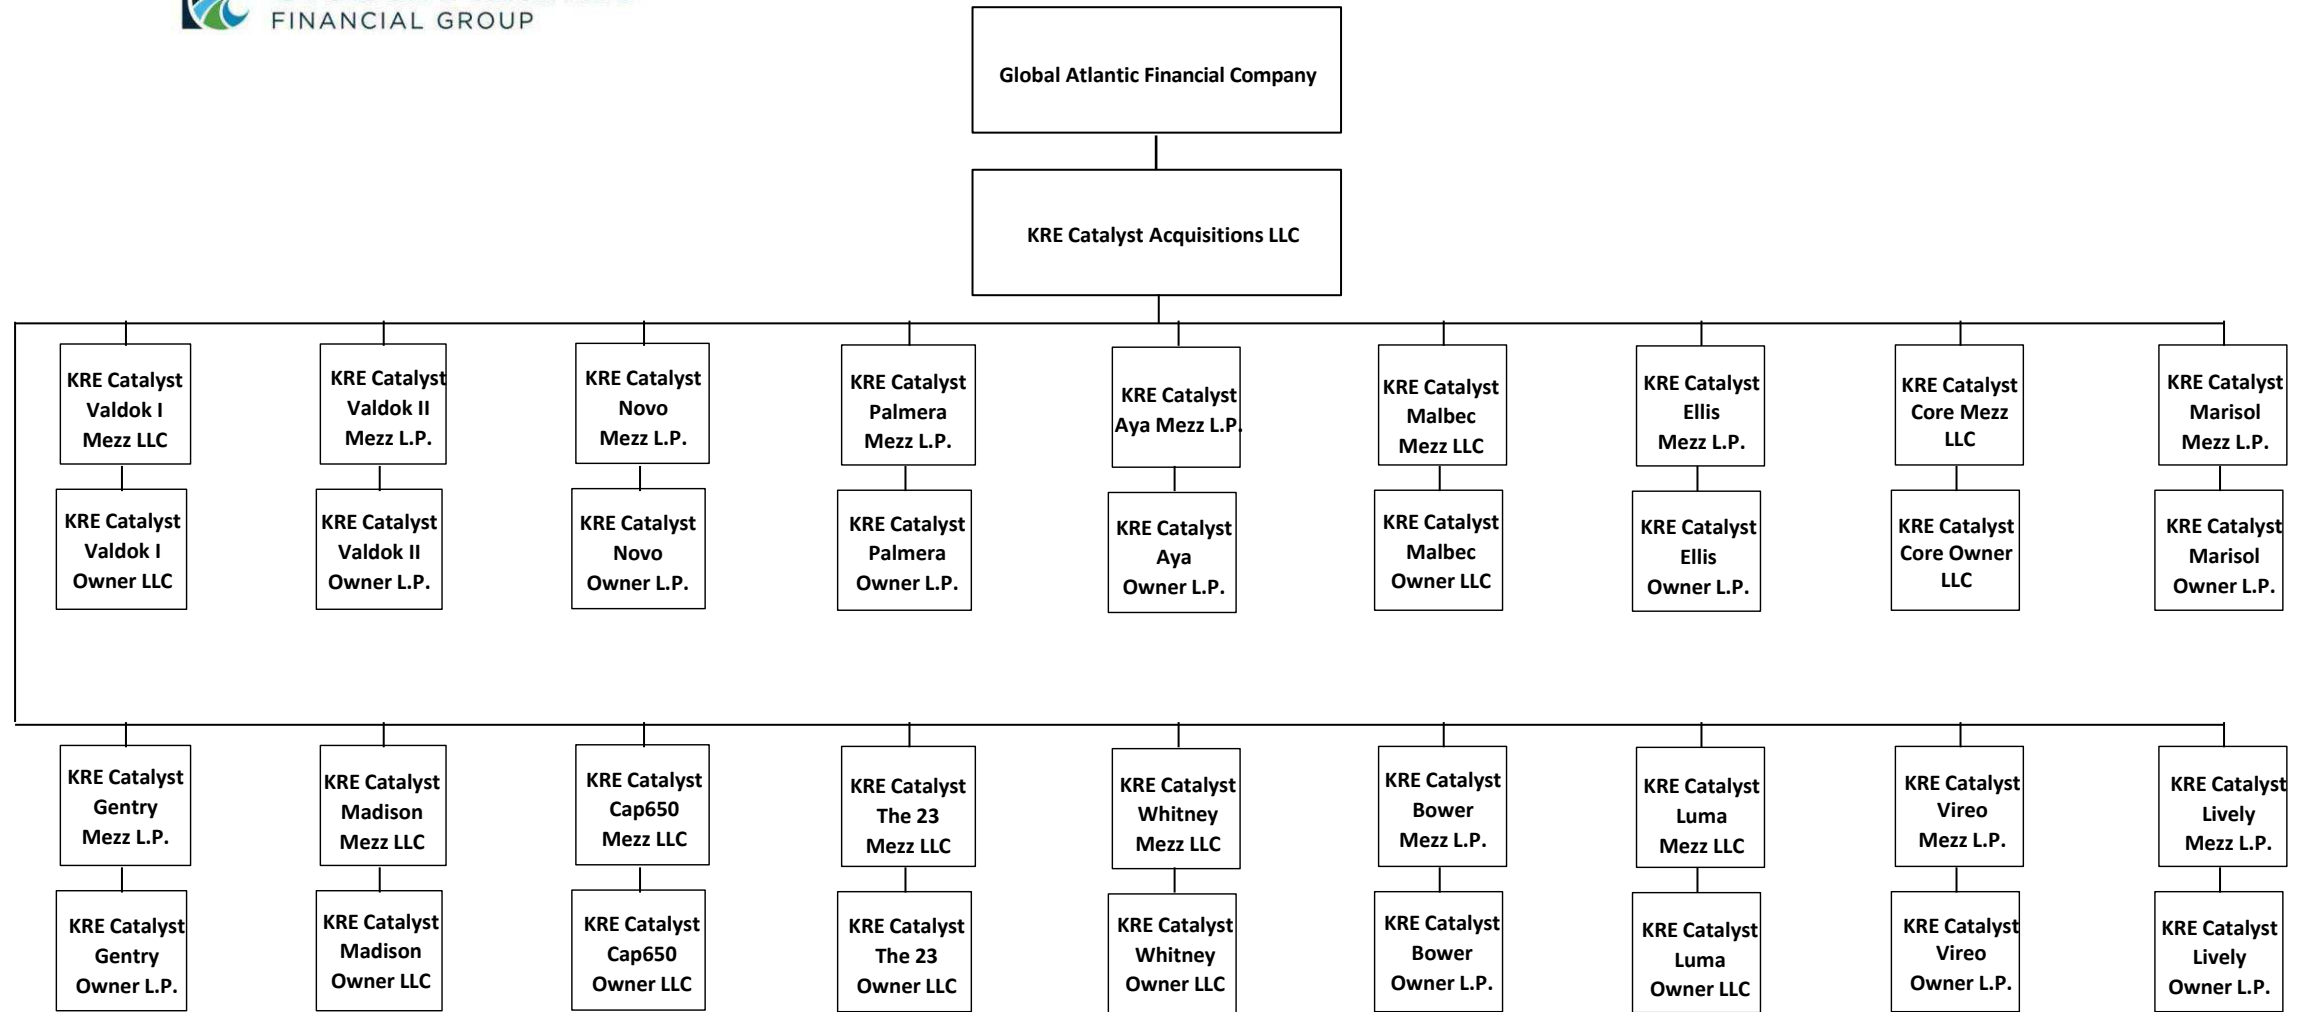 FINANCIAL GROUP
Global Atlantic Financial Company
KRE Catalyst Acquisitions LLC
KRE Catalyst
Valdok I
Mezz LLC
KRE Catalyst
Valdok II
Mezz L.P.
KRE Catalyst
Novo
Mezz L.P.
KRE Catalyst
Palmera
Mezz L.P.
KRE Catalyst
Aya Mezz L.P.
KRE Catalyst
Malbec
Mezz LLC
KRE Catalyst
Ellis
Mezz L.P.
KRE Catalyst
Core Mezz
LLC
KRE Catalyst
Marisol
Mezz L.P.
KRE Catalyst
Valdok I
Owner LLC
KRE Catalyst
Valdok II
Owner L.P.
KRE Catalyst
Novo
Owner L.P.
KRE Catalyst
Palmera
Owner L.P.
KRE Catalyst
Aya
Owner L.P.
KRE Catalyst
Malbec
Owner LLC
KRE Catalyst
Ellis
Owner L.P.
KRE Catalyst
Core Owner
LLC
KRE Catalyst
Marisol
Owner L.P.
KRE Catalyst
Gentry
Mezz L.P.
KRE Catalyst
Madison
Mezz LLC
KRE Catalyst
Cap650
Mezz LLC
KRE Catalyst
The 23
Mezz LLC
KRE Catalyst
Whitney
Mezz LLC
KRE Catalyst
Bower
Mezz L.P.
KRE Catalyst
Luma
Mezz LLC
KRE Catalyst
Vireo
Mezz L.P.
KRE Catalyst
Lively
Mezz L.P.
KRE Catalyst
Gentry
Owner L.P.
KRE Catalyst
Madison
Owner LLC
KRE Catalyst
Cap650
Owner LLC
KRE Catalyst
The 23
Owner LLC
KRE Catalyst
Whitney
Owner LLC
KRE Catalyst
Bower
Owner L.P.
KRE Catalyst
Luma
Owner LLC
KRE Catalyst
Vireo
Owner L.P.
KRE Catalyst
Lively
Owner L.P.